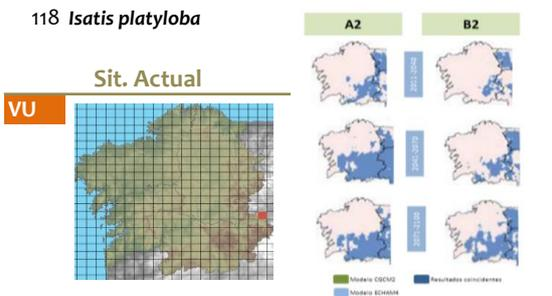 118 Isatis platyloba
Sit. Actual
VU
A2
B2
2011-2040
2041-2070
2071-2100
Modelo CGCM2
Resultados coincidentes
Modelo ECHAM4